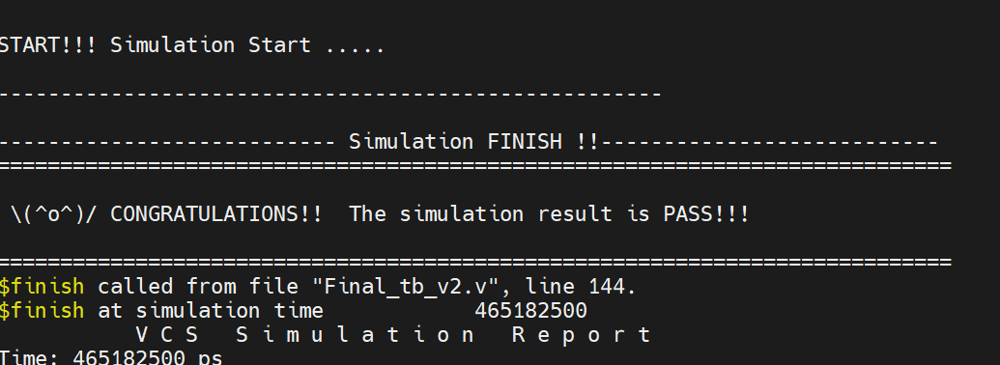 START!!! Simulation Start .....
-----------------------------------------------------
--------------------------- Simulation FINISH !!---------------------------
============================================================================
\(^o^)/ CONGRATULATIONS!!  The simulation result is PASS!!!
============================================================================
$finish called from file "Final_tb_v2.v", line 144.
$finish at simulation time            465182500
V C S   S i m u l a t i o n   R e p o r t
Time: 465182500 ps